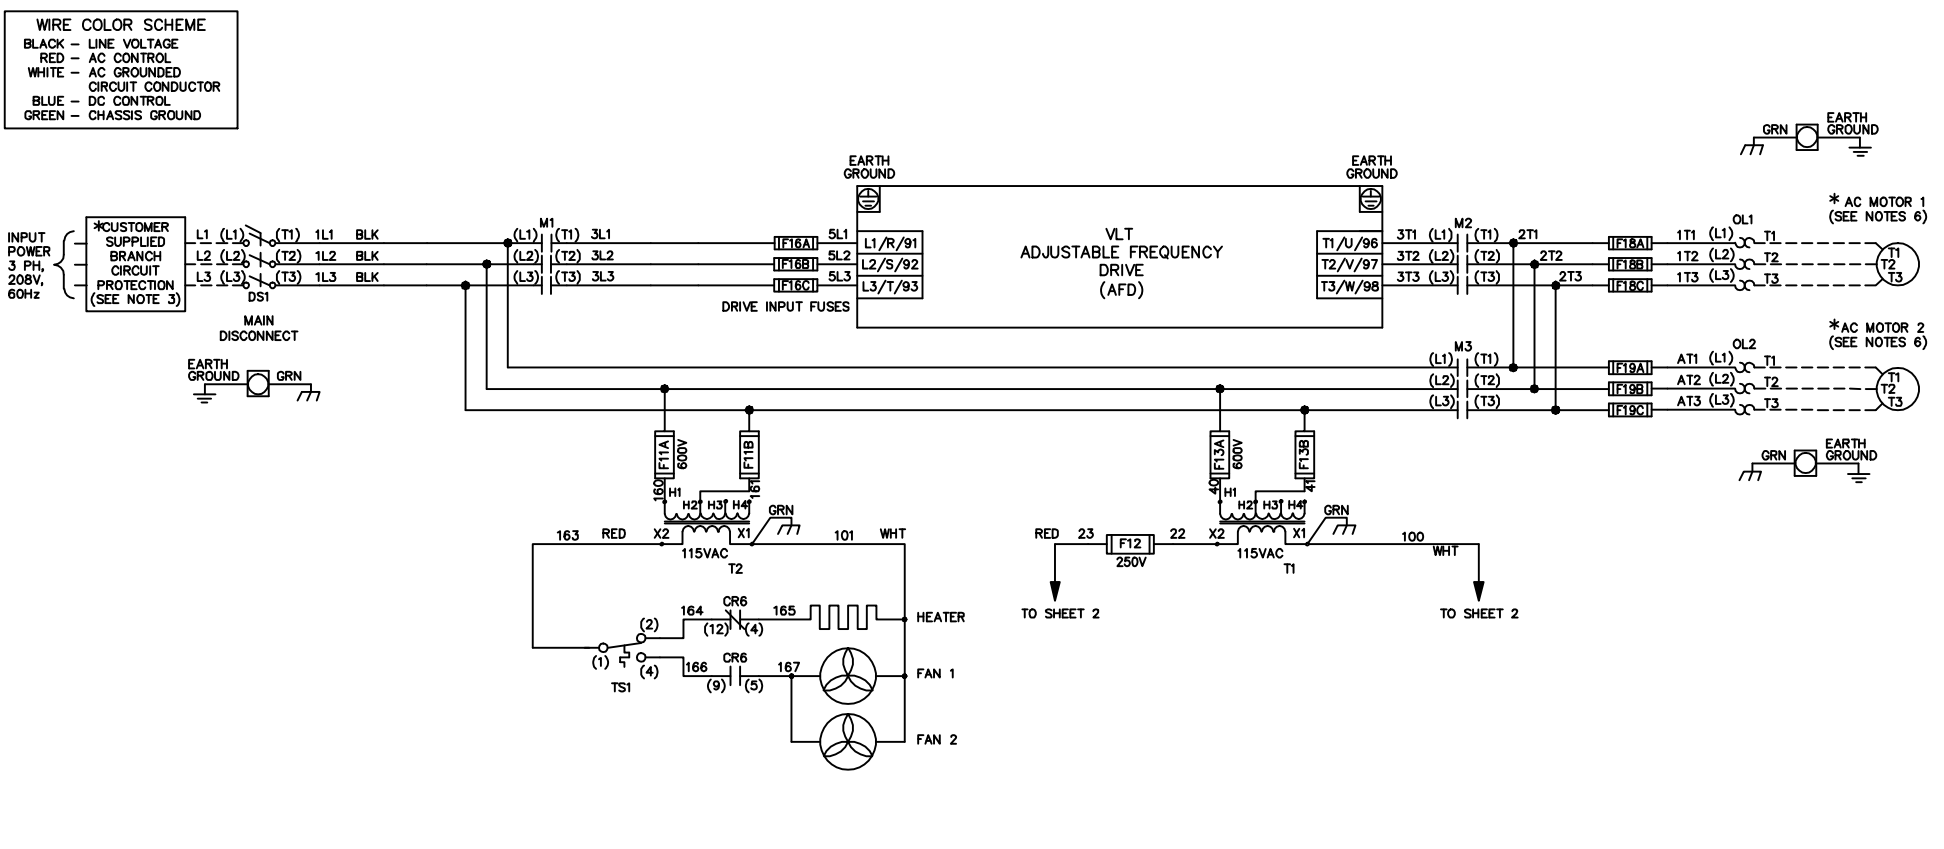 WIRE COLOR SCHEME
BLACK – LINE VOLTAGE
RED – AC CONTROL
WHITE – AC GROUNDED
CIRCUIT CONDUCTOR
BLUE – DC CONTROL
GREEN – CHASSIS GROUND
GRN
EARTH
GROUND
EARTH
GROUND
EARTH
GROUND
INPUT
POWER
3 PH,
208V,
60Hz
*CUSTOMER
SUPPLIED
BRANCH
CIRCUIT
PROTECTION
(SEE NOTE 3)
L1 (L1) (T1) 1L1 BLK
L2 (L2) (T2) 1L2 BLK
L3 (L3) (T3) 1L3 BLK
DS1
MAIN
DISCONNECT
M1
(L1) (T1) 3L1
(L2) (T2) 3L2
(L3) (T3) 3L3
F16A 5L1 L1/R/91
F16B 5L2 L2/S/92
F16C 5L3 L3/T/93
DRIVE INPUT FUSES
VLT
ADJUSTABLE FREQUENCY
DRIVE
(AFD)
M2
T1/U/96 3T1 (L1) (T1) 2T1
T2/V/97 3T2 (L2) (T2) 2T2
T3/W/98 3T3 (L3) (T3) 2T3
OL1
F18A 1T1 (L1) T1
F18B 1T2 (L2) T2
F18C 1T3 (L3) T3
* AC MOTOR 1
(SEE NOTES 6)
T1
T2
T3
EARTH
GROUND GRN
M3
(L1) (T1)
(L2) (T2)
(L3) (T3)
OL2
F19A AT1 (L1) T1
F19B AT2 (L2) T2
F19C AT3 (L3) T3
* AC MOTOR 2
(SEE NOTES 6)
T1
T2
T3
GRN
EARTH
GROUND
F11A
600V
F11B
160
161
H1 H2 H3 H4
GRN
163 RED X2 X1 101 WHT
115VAC
T2
F13A
600V
F13B
40
41
H1 H2 H3 H4
GRN
RED 23 F12 22 X2 X1 100
WHT
250V
115VAC
T1
TO SHEET 2
TO SHEET 2
164 CR6 165
(12) (4)
HEATER
(2)
(1)
(4)
TS1
166 CR6 167
(9) (5)
FAN 1
FAN 2